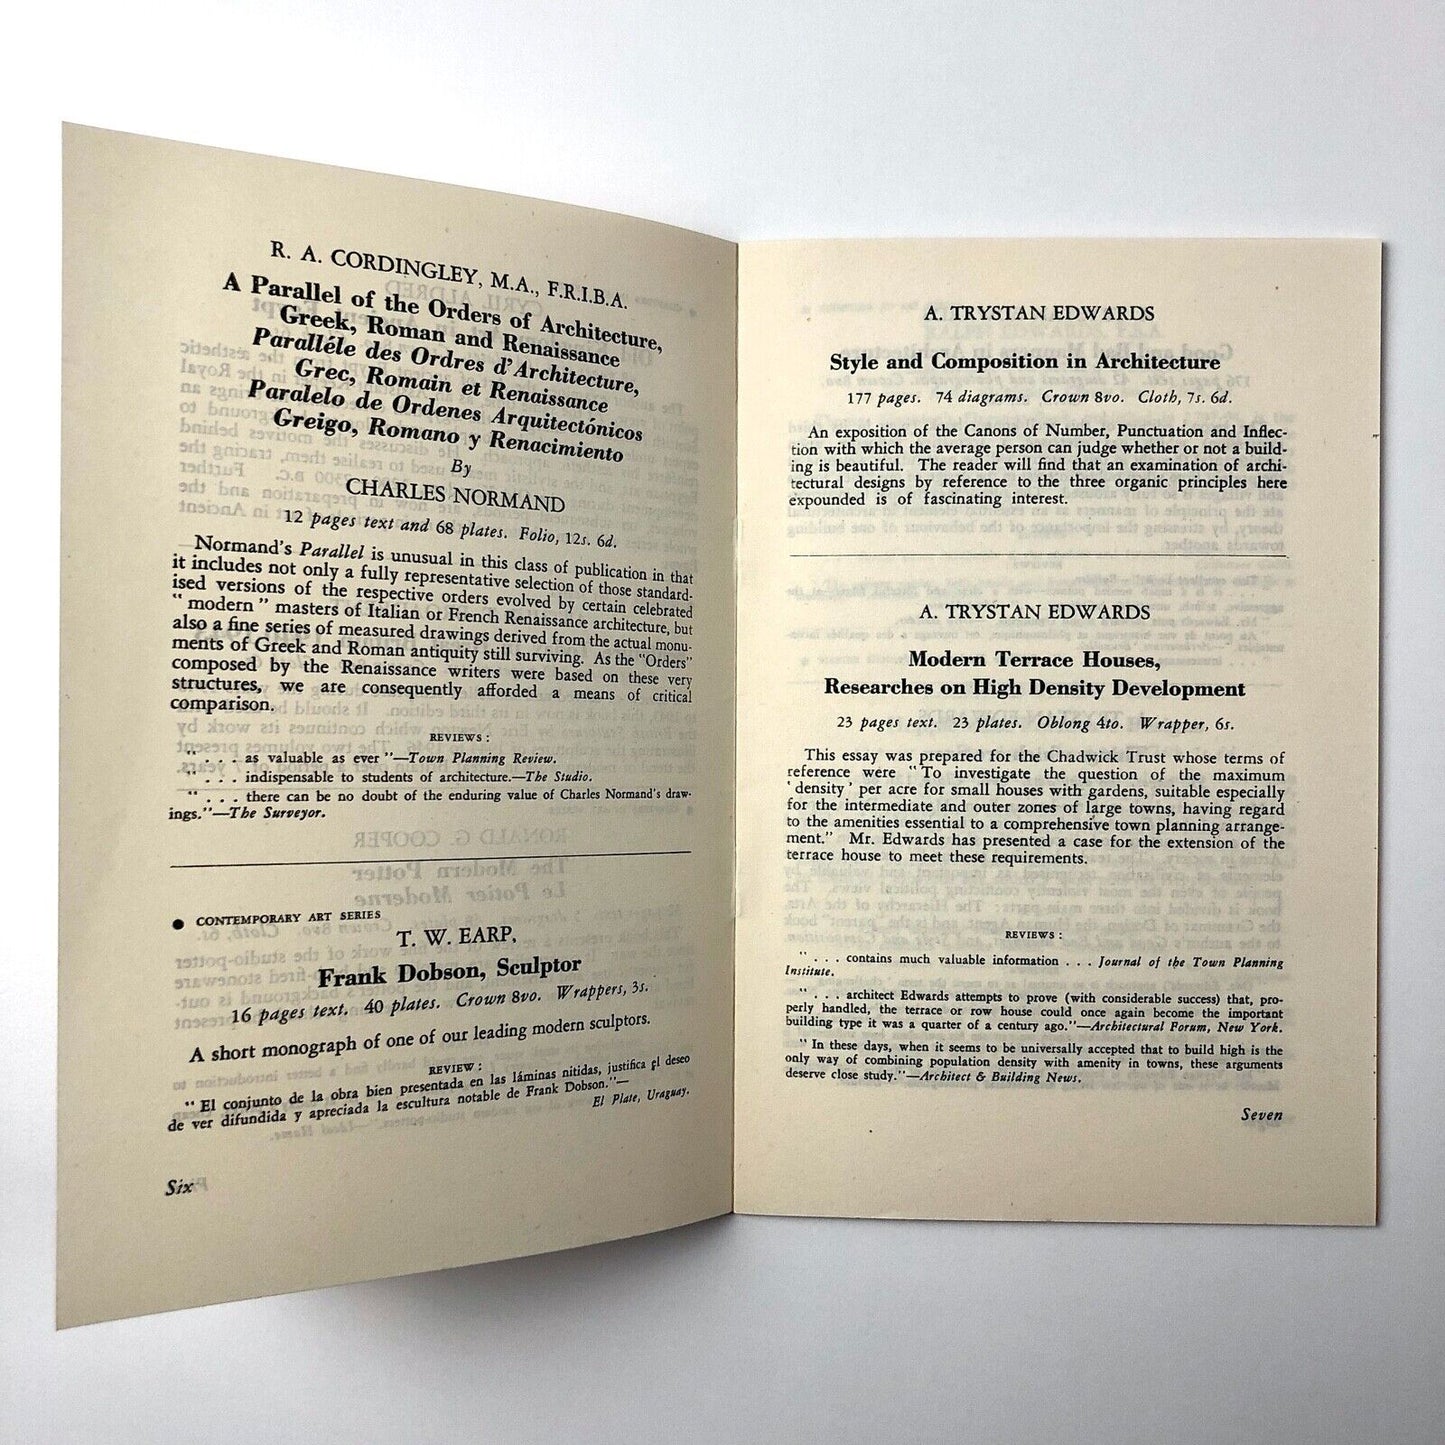 R. A. CORDINGLEY, M.A., F.R.I.B.A.
A Parallel of the Orders of Architecture,
Greek, Roman and Renaissance
Paralléle des Ordres d'Architecture,
Grec, Romain et Renaissance
Paralelo de Ordenes Arquitectónicos
Greigo, Romano y Renacimiento
By
CHARLES NORMAND
12 pages text and 68 plates. Folio, 12s. 6d.
Normand's Parallel is unusual in this class of publication in that
it includes not only a fully representative selection of those standard-
ised versions of the respective orders evolved by certain celebrated
"modern" masters of Italian or French Renaissance architecture, but
also a fine series of measured drawings derived from the actual monu-
ments of Greek and Roman antiquity still surviving. As the "Orders"
composed by the Renaissance writers were based on these very
structures, we are consequently afforded a means of critical
comparison.
REVIEWS:
". . . as valuable as ever"—Town Planning Review.
". . . indispensable to students of architecture.—The Studio.
". . . there can be no doubt of the enduring value of Charles Normand's draw-
ings."—The Surveyor.
● CONTEMPORARY ART SERIES
T. W. EARP,
Frank Dobson, Sculptor
16 pages text. 40 plates. Crown 8vo. Wrappers, 3s.
A short monograph of one of our leading modern sculptors.
REVIEW:
"El conjunto de la obra bien presentada en las láminas nitidas, justifica el deseo
de ver difundida y apreciada la escultura notable de Frank Dobson."—
El Plate, Uraguay.
Six
A. TRYSTAN EDWARDS
Style and Composition in Architecture
177 pages. 74 diagrams. Crown 8vo. Cloth, 7s. 6d.
An exposition of the Canons of Number, Punctuation and Inflec-
tion with which the average person can judge whether or not a build-
ing is beautiful. The reader will find that an examination of archi-
tectural designs by reference to the three organic principles here
expounded is of fascinating interest.
A. TRYSTAN EDWARDS
Modern Terrace Houses,
Researches on High Density Development
23 pages text. 23 plates. Oblong 4to. Wrapper, 6s.
This essay was prepared for the Chadwick Trust whose terms of
reference were "To investigate the question of the maximum
'density' per acre for small houses with gardens, suitable especially
for the intermediate and outer zones of large towns, having regard
to the amenities essential to a comprehensive town planning arrange-
ment." Mr. Edwards has presented a case for the extension of the
terrace house to meet these requirements.
REVIEWS:
". . . contains much valuable information . . . Journal of the Town Planning
Institute.
". . . architect Edwards attempts to prove (with considerable success) that, pro-
perly handled, the terrace or row house could once again become the important
building type it was a quarter of a century ago."—Architectural Forum, New York.
"In these days, when it seems to be universally accepted that to build high is the
only way of combining population density with amenity in towns, these arguments
deserve close study."—Architect & Building News.
Seven